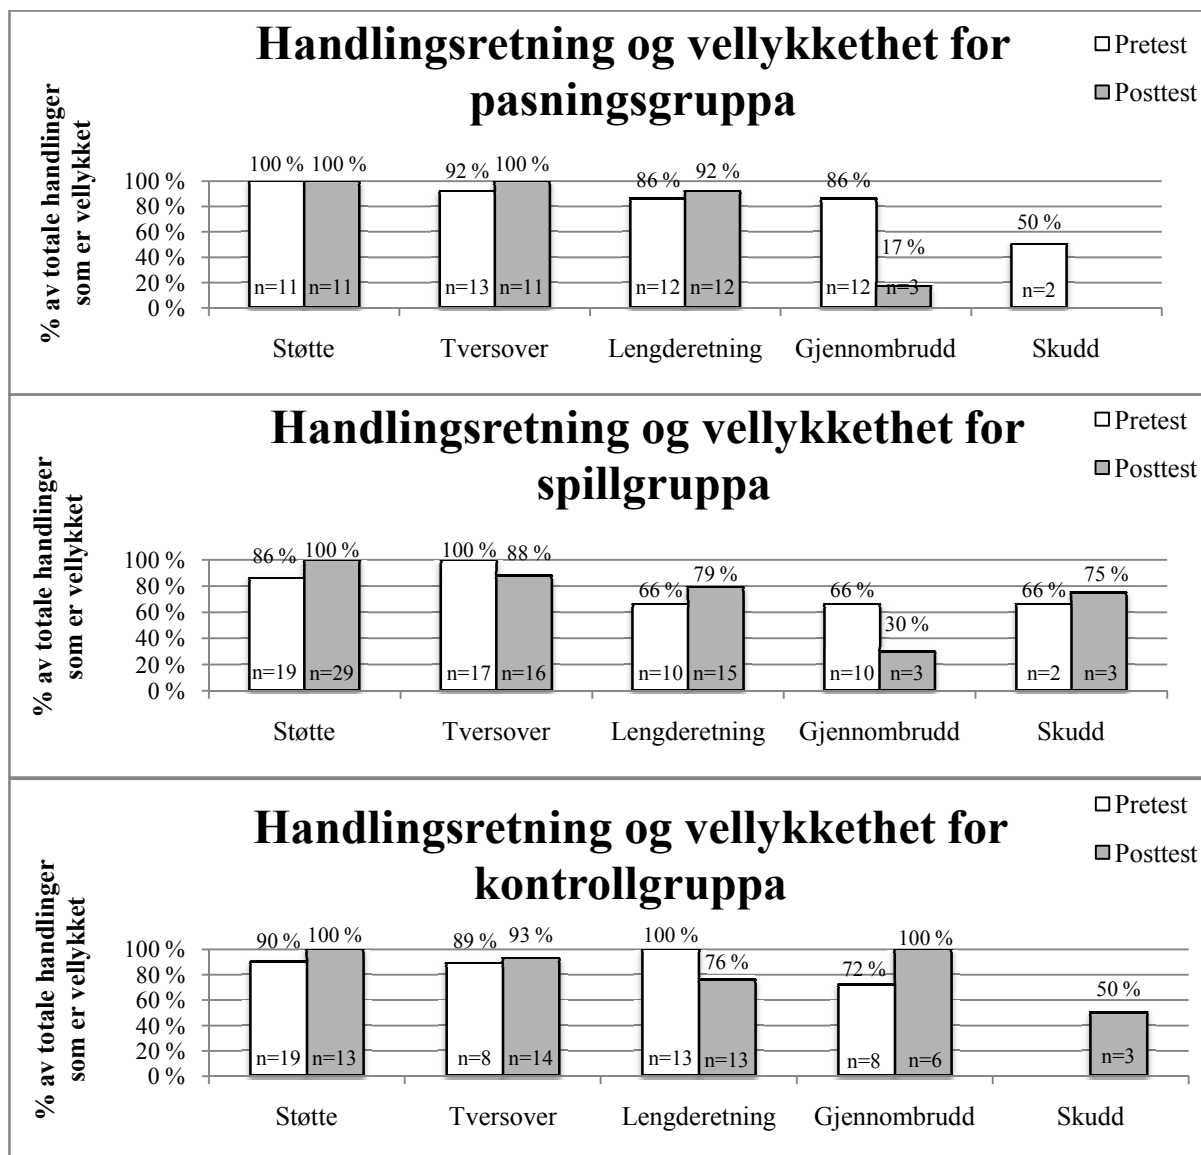 Handlingsretning og vellykkethet for
pasningsgruppa
Pretest
Posttest
% av totale handlinger
som er vellykket
100 %
80 %
60 %
40 %
20 %
0 %
100 % 100 % 92 % 100 % 86 % 92 % 86 % 17 % 50 %
n=11 n=11 n=13 n=11 n=12 n=12 n=12 n=3 n=2
Støtte Tversover Lengderetning Gjennombrudd Skudd
Handlingsretning og vellykkethet for
spillgruppa
Pretest
Posttest
% av totale handlinger
som er vellykket
100 %
80 %
60 %
40 %
20 %
0 %
86 % 100 % 100 % 88 % 66 % 79 % 66 % 30 % 66 % 75 %
n=19 n=29 n=17 n=16 n=10 n=15 n=10 n=3 n=2 n=3
Støtte Tversover Lengderetning Gjennombrudd Skudd
Handlingsretning og vellykkethet for
kontrollgruppa
Pretest
Posttest
% av totale handlinger
som er vellykket
100 %
80 %
60 %
40 %
20 %
0 %
90 % 100 % 89 % 93 % 100 % 76 % 72 % 100 % 50 %
n=19 n=13 n=8 n=14 n=13 n=13 n=8 n=6 n=3
Støtte Tversover Lengderetning Gjennombrudd Skudd